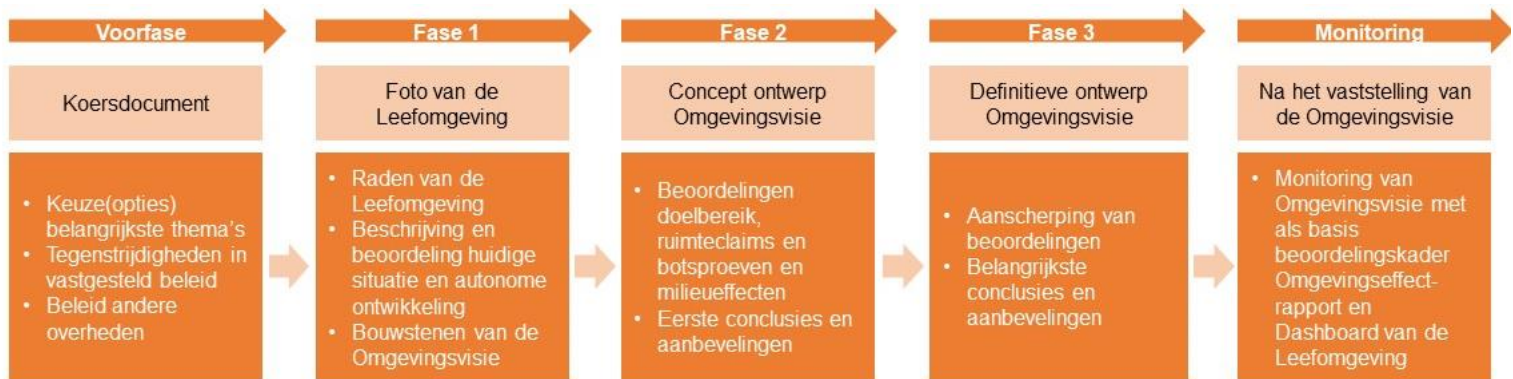 Voorfase
Koersdocument
• Keuze(opties)
belangrijkste thema's
• Tegenstrijdigheden in
vastgesteld beleid
• Beleid andere
overheden
Fase 1
Foto van de
Leefomgeving
• Raden van de
Leefomgeving
• Beschrijving en
beoordeling huidige
situatie en autonome
ontwikkeling
• Bouwstenen van de
Omgevingsvisie
Fase 2
Concept ontwerp
Omgevingsvisie
• Beoordelingen
doelbereik,
ruimteclaims en
botsproeven en
milieueffecten
• Eerste conclusies en
aanbevelingen
Fase 3
Definitieve ontwerp
Omgevingsvisie
• Aanscherping van
beoordelingen
• Belangrijkste
conclusies en
aanbevelingen
Monitoring
Na het vaststelling van
de Omgevingsvisie
• Monitoring van
Omgevingsvisie met
als basis
beoordelingskader
Omgevingseffect-
rapport en
Dashboard van de
Leefomgeving